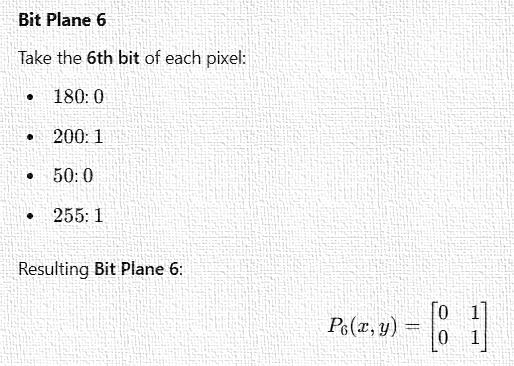 Bit Plane 6
Take the 6th bit of each pixel:
• 180: 0
• 200: 1
• 50: 0
• 255: 1
Resulting Bit Plane 6:
P₆(x, y) = [0 1
0 1]